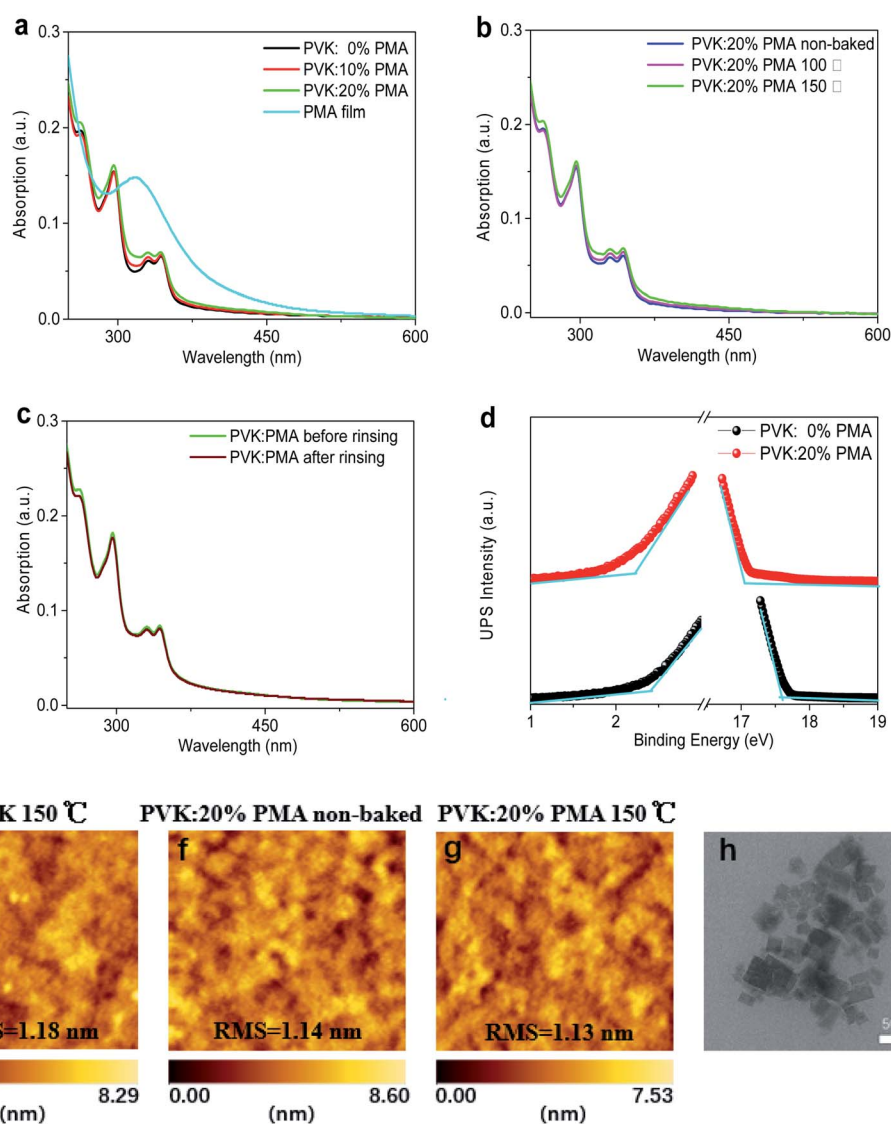 a
0.3
0.2
0.1
0.0
Absorption (a.u.)
PVK: 0% PMA
PVK:10% PMA
PVK:20% PMA
PMA film
300 450 600
Wavelength (nm)
b
0.3
0.2
0.1
0.0
Absorption (a.u.)
PVK:20% PMA non-baked
PVK:20% PMA 100 □
PVK:20% PMA 150 □
300 450 600
Wavelength (nm)
c
0.3
0.2
0.1
0.0
Absorption (a.u.)
PVK:PMA before rinsing
PVK:PMA after rinsing
300 450 600
Wavelength (nm)
d
UPS Intensity (a.u.)
PVK: 0% PMA
PVK:20% PMA
1 2 17 18 19
Binding Energy (eV)
K 150 ℃
S=1.18 nm
8.29
(nm)
PVK:20% PMA non-baked
f
RMS=1.14 nm
0.00 8.60
(nm)
PVK:20% PMA 150 ℃
g
RMS=1.13 nm
0.00 7.53
(nm)
h